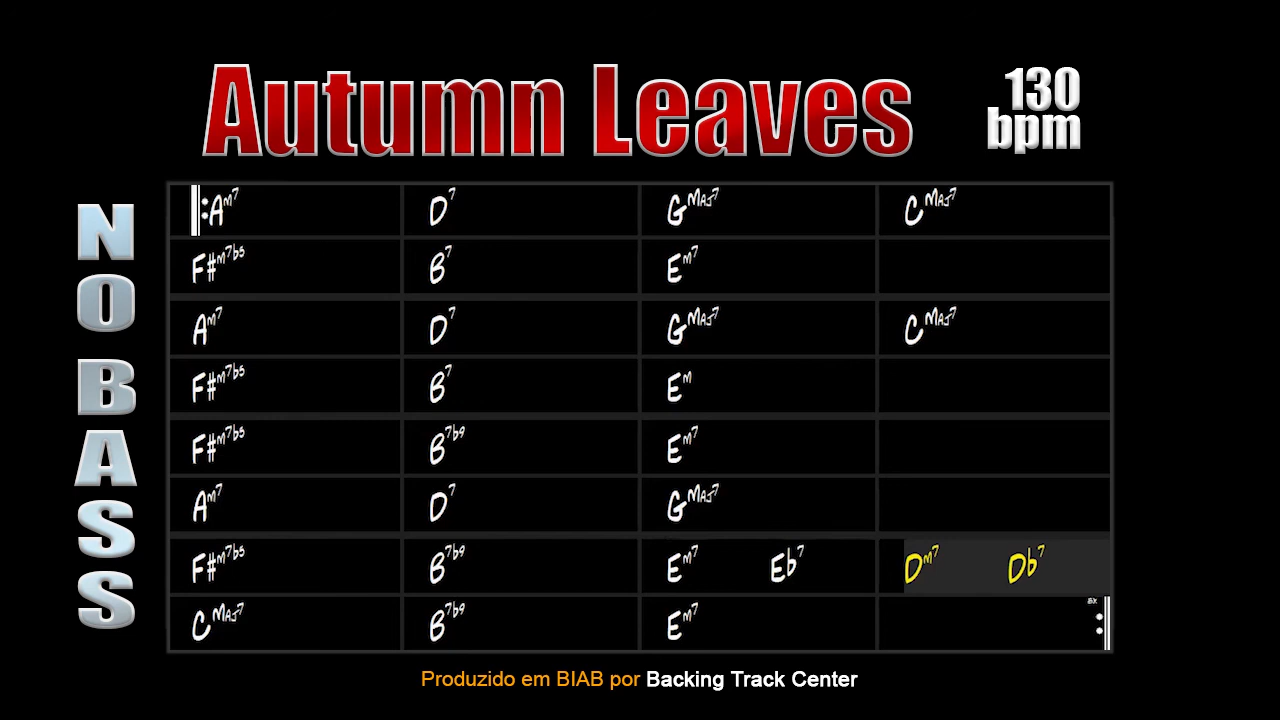 Autumn Leaves
130
bpm
NO BASS
Am7 D7 GMaj7 CMaj7
F#m7b5 B7 Em7
Am7 D7 GMaj7 CMaj7
F#m7b5 B7 Em
F#m7b5 B7b9 Em7
Am7 D7 GMaj7
F#m7b5 B7b9 Em7 Eb7 Dm7 Db7
CMaj7 B7b9 Em7
Produzido em BIAB por Backing Track Center